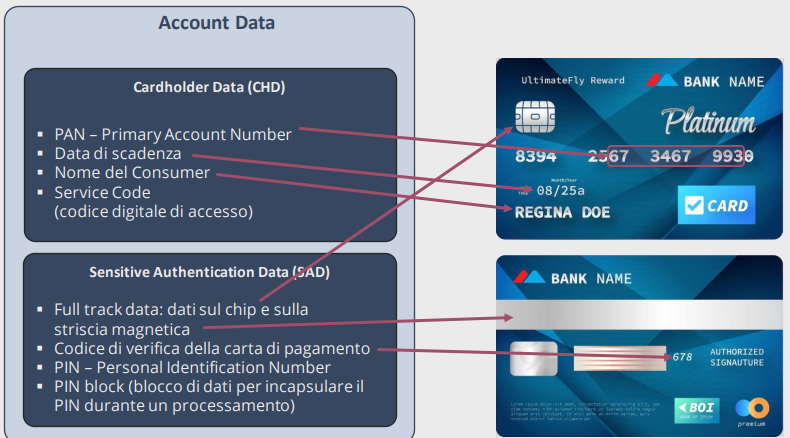 Account Data
Cardholder Data (CHD)
PAN – Primary Account Number
Data di scadenza
Nome del Consumer
Service Code
(codice digitale di accesso)
Sensitive Authentication Data (SAD)
Full track data: dati sul chip e sulla
striscia magnetica
Codice di verifica della carta di pagamento
PIN – Personal Identification Number
PIN block (blocco di dati per incapsulare il
PIN durante un processamento)
UltimateFly Reward
BANK NAME
Platinum
8394 2567 3467 9930
Month/Year
08/25a
REGINA DOE
CARD
BANK NAME
678
AUTHORIZED
SIGNAUTURE
BOI
premium